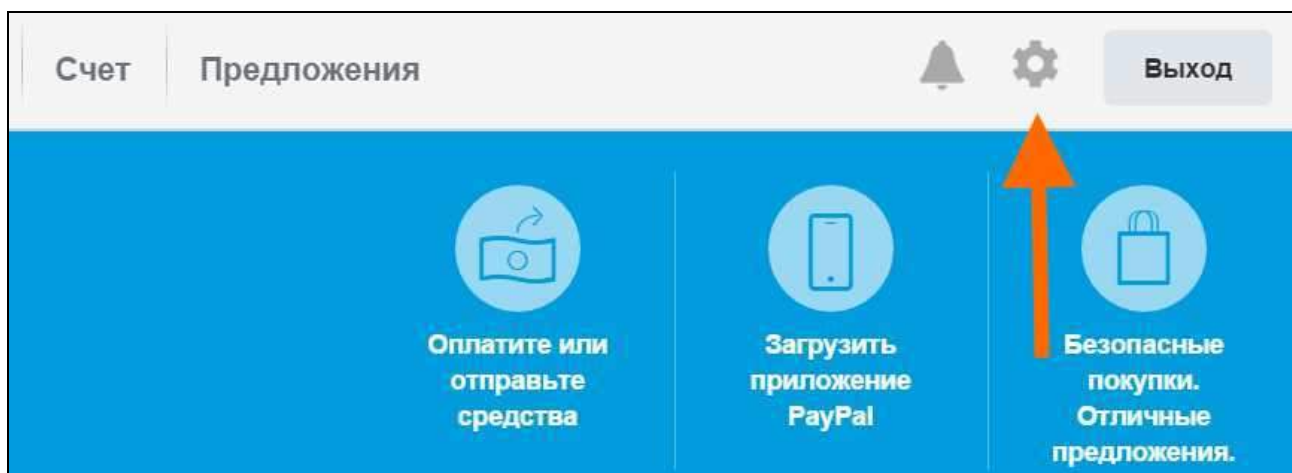 Счет Предложения Выход
Оплатите или
отправьте
средства
Загрузить
приложение
PayPal
Безопасные
покупки.
Отличные
предложения.